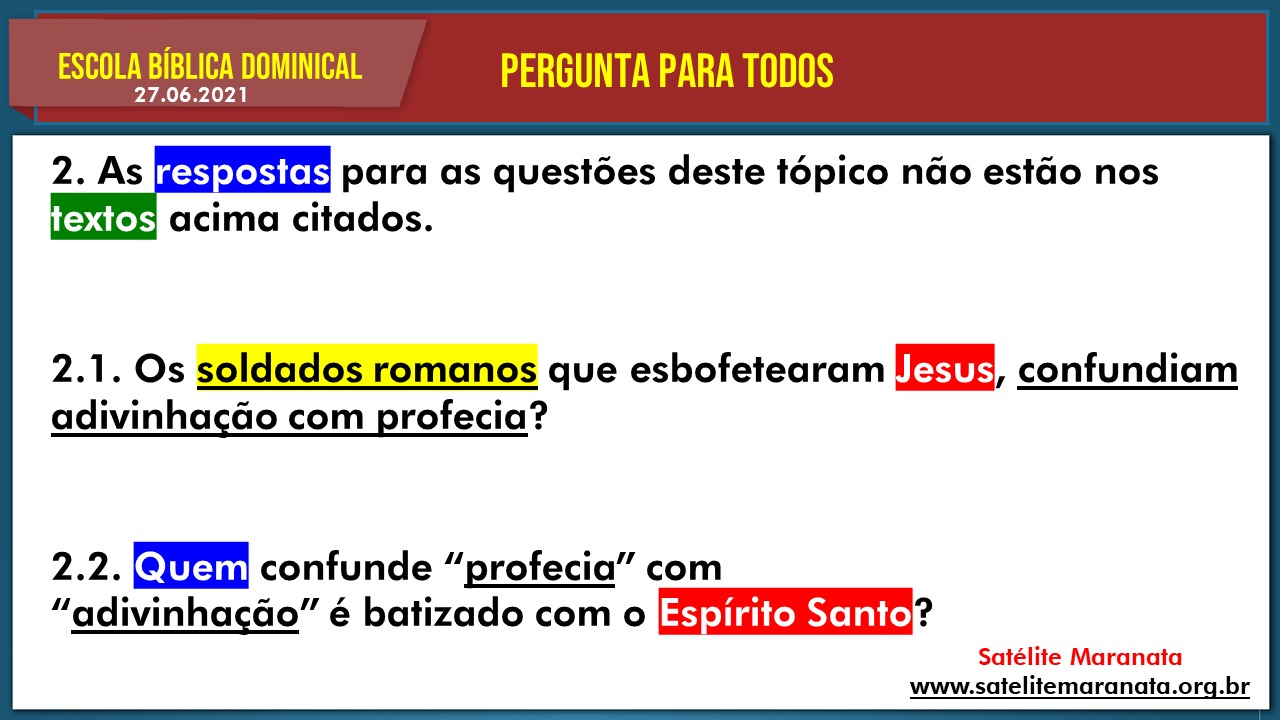 ESCOLA BÍBLICA DOMINICAL
27.06.2021
PERGUNTA PARA TODOS
2. As respostas para as questões deste tópico não estão nos
textos acima citados.
2.1. Os soldados romanos que esbofetearam Jesus, confundiam
adivinhação com profecia?
2.2. Quem confunde “profecia” com
“adivinhação” é batizado com o Espírito Santo?
Satélite Maranata
www.satelitemaranata.org.br